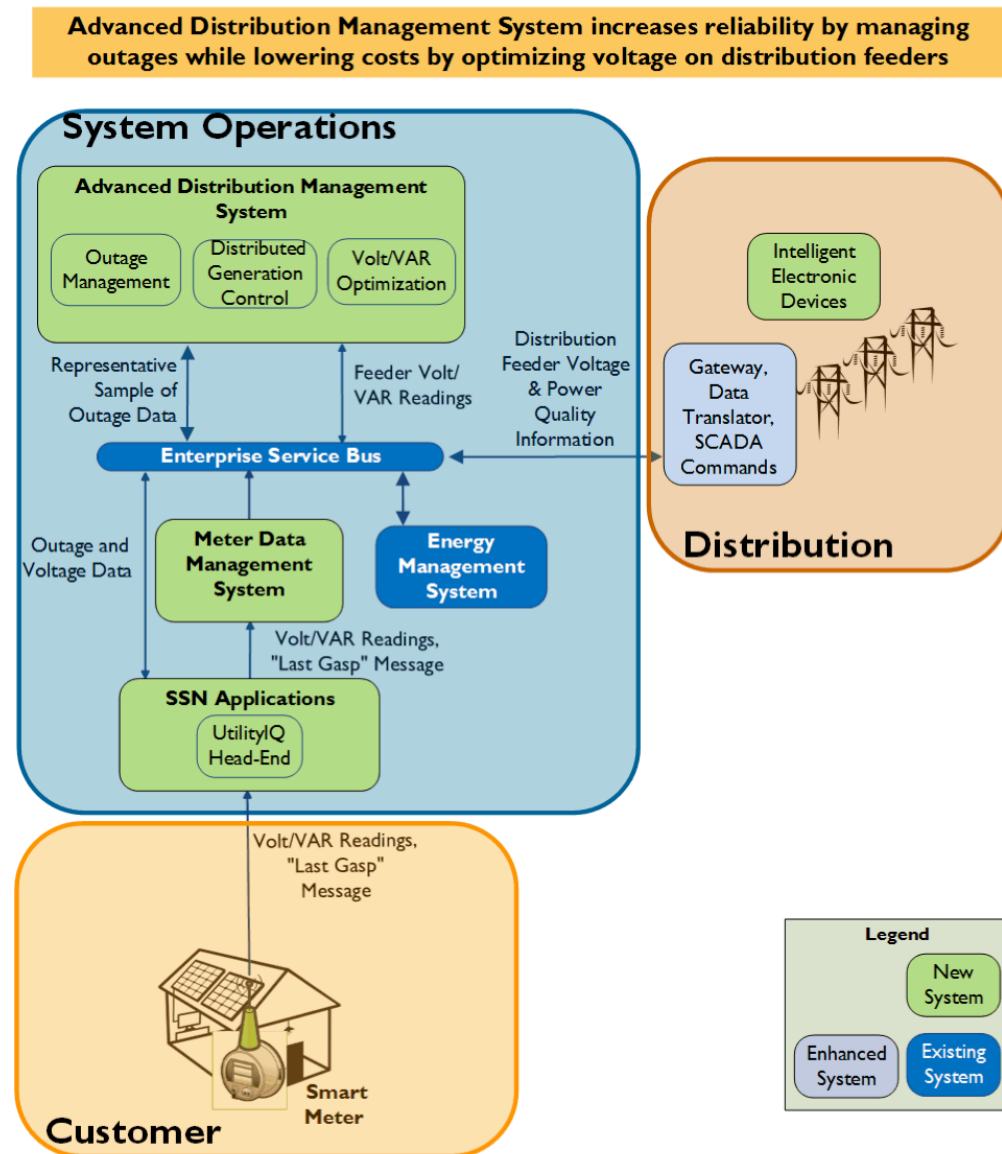 Advanced Distribution Management System increases reliability by managing
outages while lowering costs by optimizing voltage on distribution feeders
System Operations
Advanced Distribution Management
System
Outage
Management
Distributed
Generation
Control
Volt/VAR
Optimization
Representative
Sample of
Outage Data
Feeder Volt/
VAR Readings
Distribution
Feeder Voltage
& Power
Quality
Information
Enterprise Service Bus
Outage and
Voltage Data
Meter Data
Management
System
Energy
Management
System
Volt/VAR Readings,
"Last Gasp" Message
SSN Applications
UtilityIQ
Head-End
Intelligent
Electronic
Devices
Gateway,
Data
Translator,
SCADA
Commands
Distribution
Volt/VAR Readings,
"Last Gasp"
Message
Smart
Meter
Customer
Legend
New
System
Enhanced
System
Existing
System